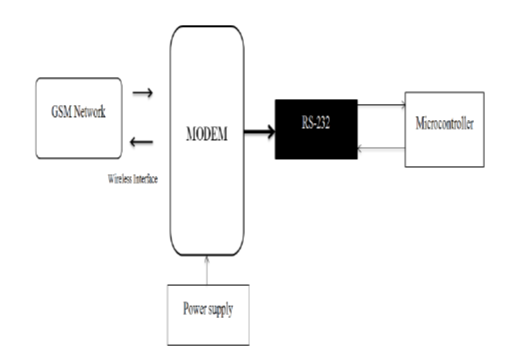 GSM Network
MODEM
RS-232
Microcontroller
Wireless Interface
Power supply